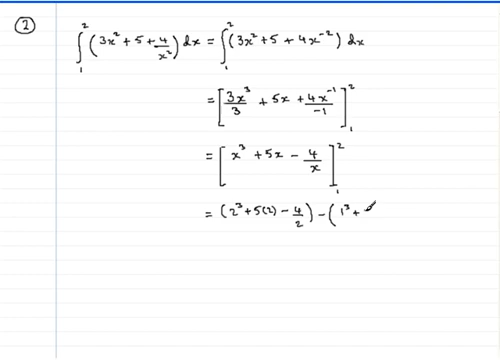 ②
∫₁² (3x² + 5 + 4/x²) dx = ∫₁² (3x² + 5 + 4x⁻²) dx
= [3x³/3 + 5x + 4x⁻¹/-1]₁²
= [x³ + 5x - 4/x]₁²
= (2³ + 5(2) - 4/2) - (1³ +